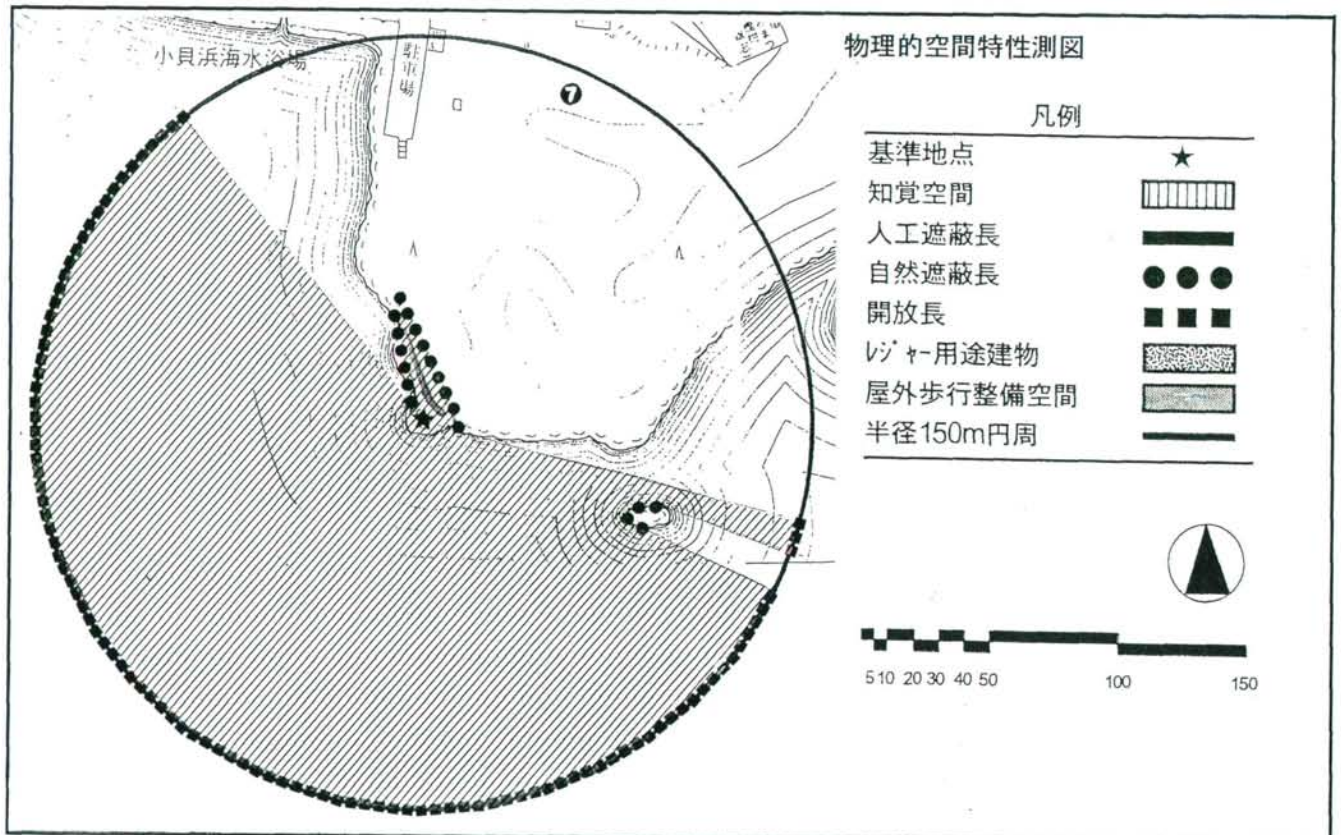 小貝浜海水浴場
駐車場
7
物理的空間特性測図
凡例
基準地点
知覚空間
人工遮蔽長
自然遮蔽長
開放長
ﾚｼﾞｬｰ用途建物
屋外歩行整備空間
半径150m円周
5 10 20 30 40 50 100 150